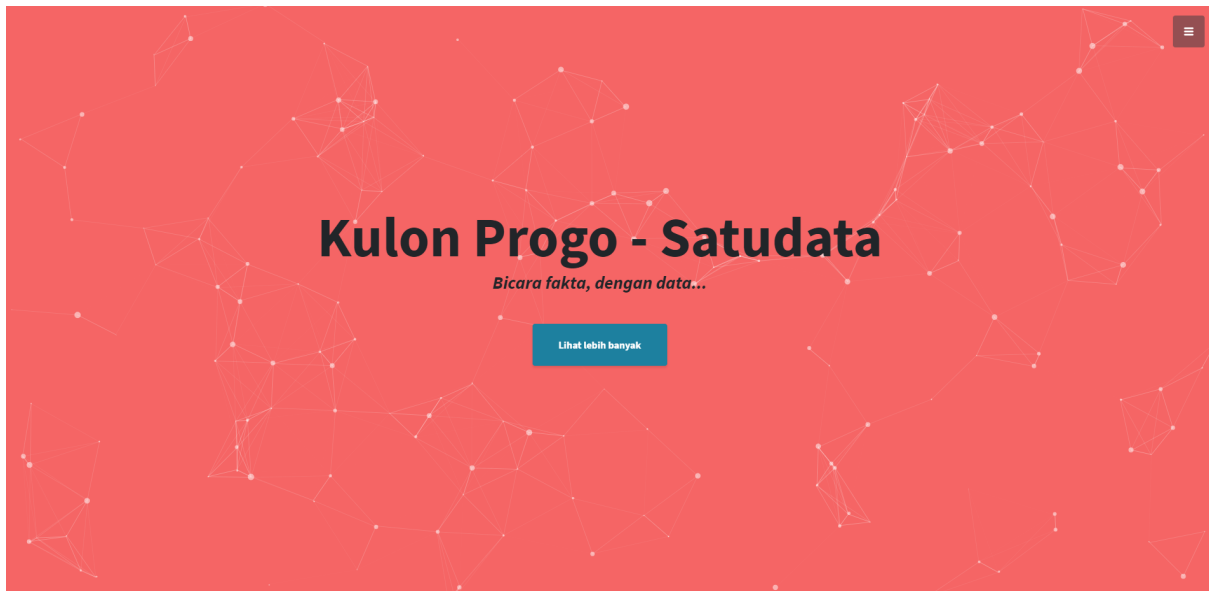 Kulon Progo - Satudata
Bicara fakta, dengan data...
Lihat lebih banyak